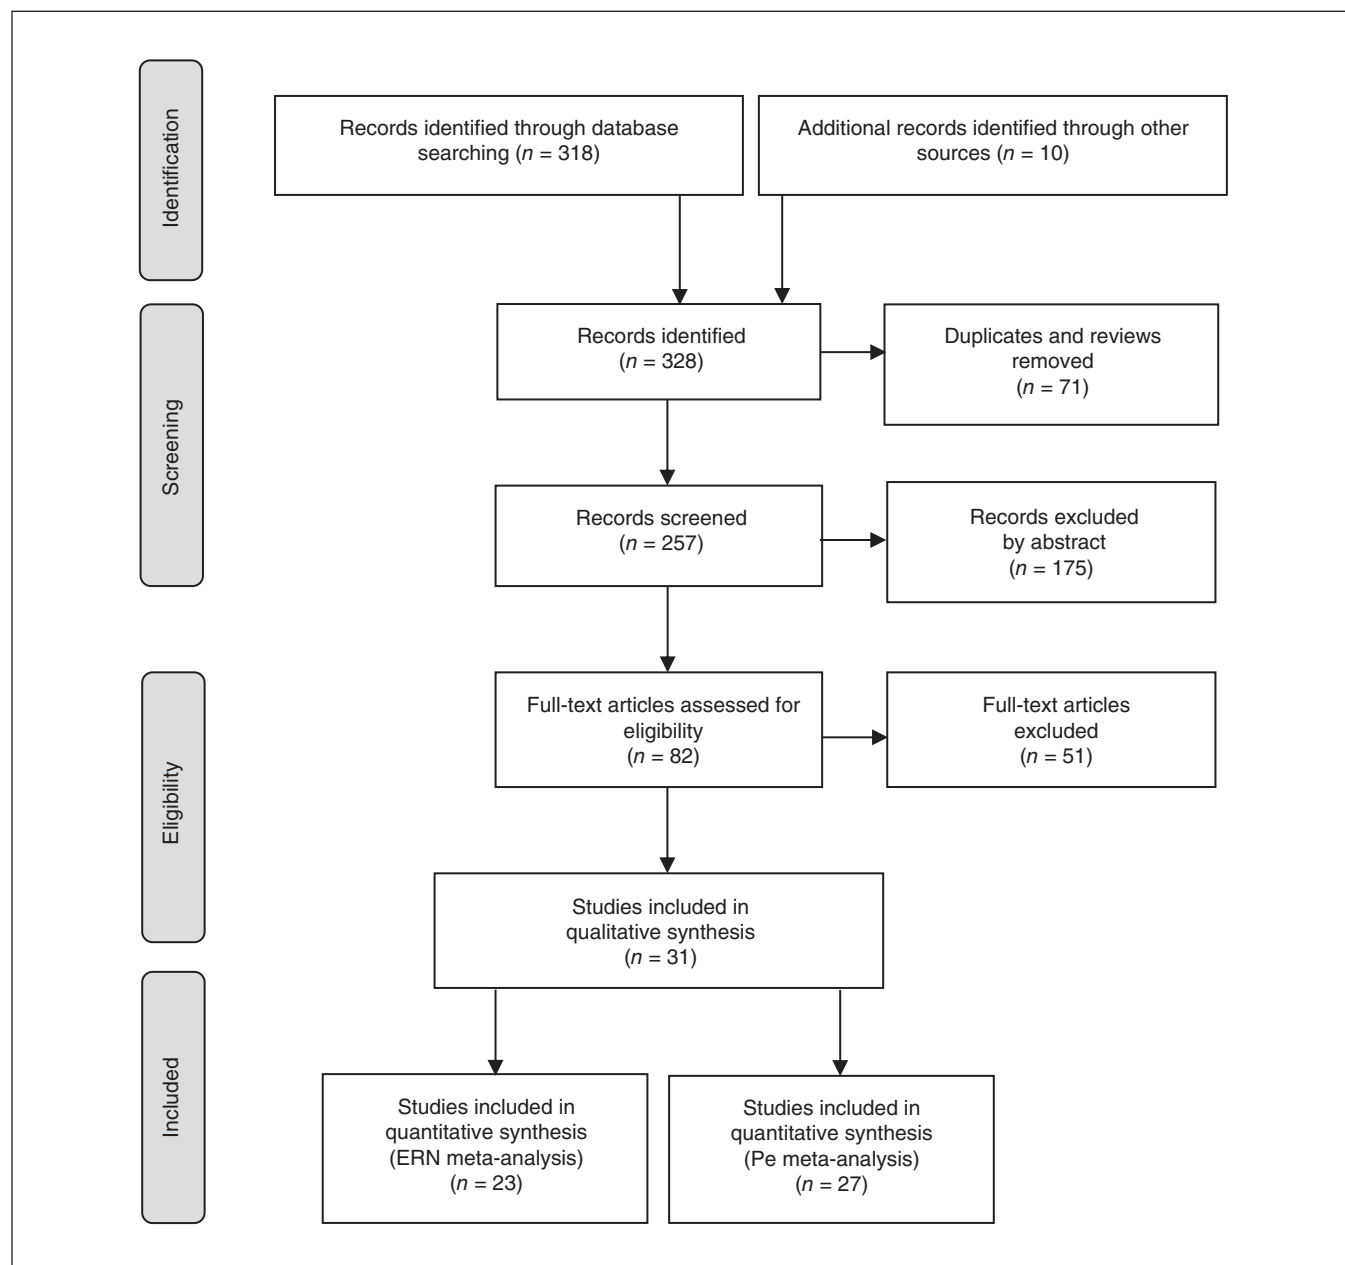 Identification
Records identified through database
searching (n = 318)
Additional records identified through other
sources (n = 10)
Screening
Records identified
(n = 328)
Duplicates and reviews
removed
(n = 71)
Records screened
(n = 257)
Records excluded
by abstract
(n = 175)
Eligibility
Full-text articles assessed for
eligibility
(n = 82)
Full-text articles
excluded
(n = 51)
Studies included in
qualitative synthesis
(n = 31)
Included
Studies included in
quantitative synthesis
(ERN meta-analysis)
(n = 23)
Studies included in
quantitative synthesis
(Pe meta-analysis)
(n = 27)